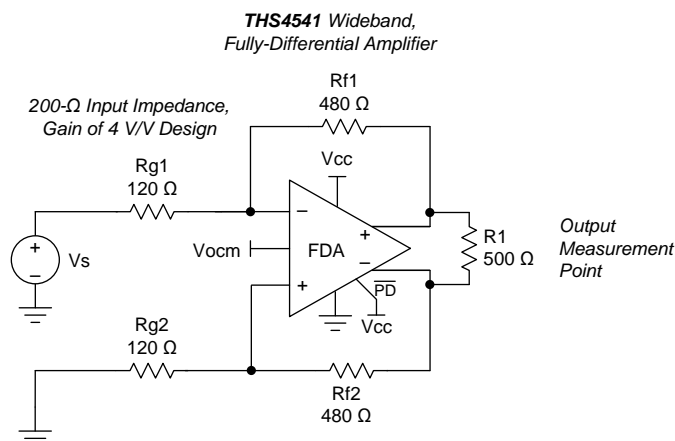 THS4541 Wideband,
Fully-Differential Amplifier
Rf1
480 Ω
200-Ω Input Impedance,
Gain of 4 V/V Design
Vcc
Rg1
120 Ω
−
+
Vs
−
Vocm
FDA
+
−
+
R1
500 Ω
Output
Measurement
Point
PD
Vcc
Rg2
120 Ω
Rf2
480 Ω